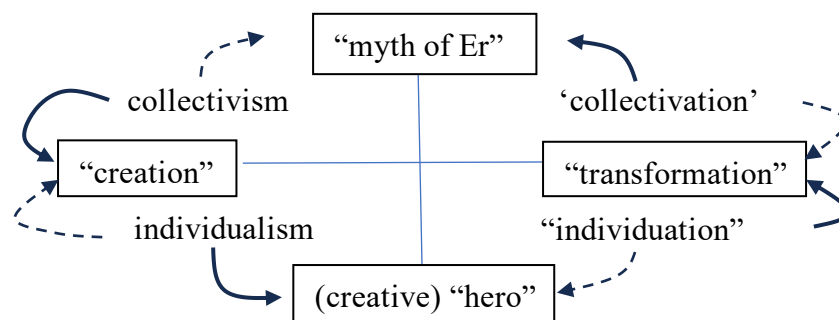 “myth of Er”
collectivism
‘collectivation’
“creation”
“transformation”
individualism
“individuation”
(creative) “hero”